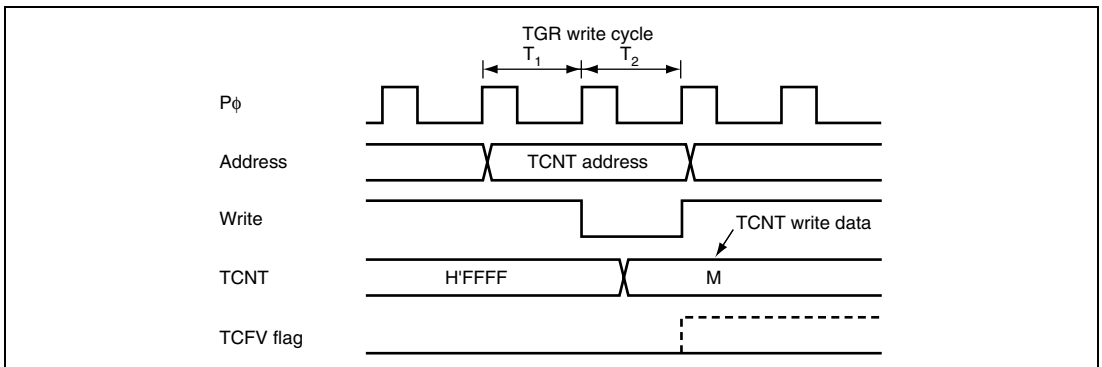 TGR write cycle
T1 T2
Pφ
Address TCNT address
Write
TCNT write data
TCNT H'FFFF M
TCFV flag